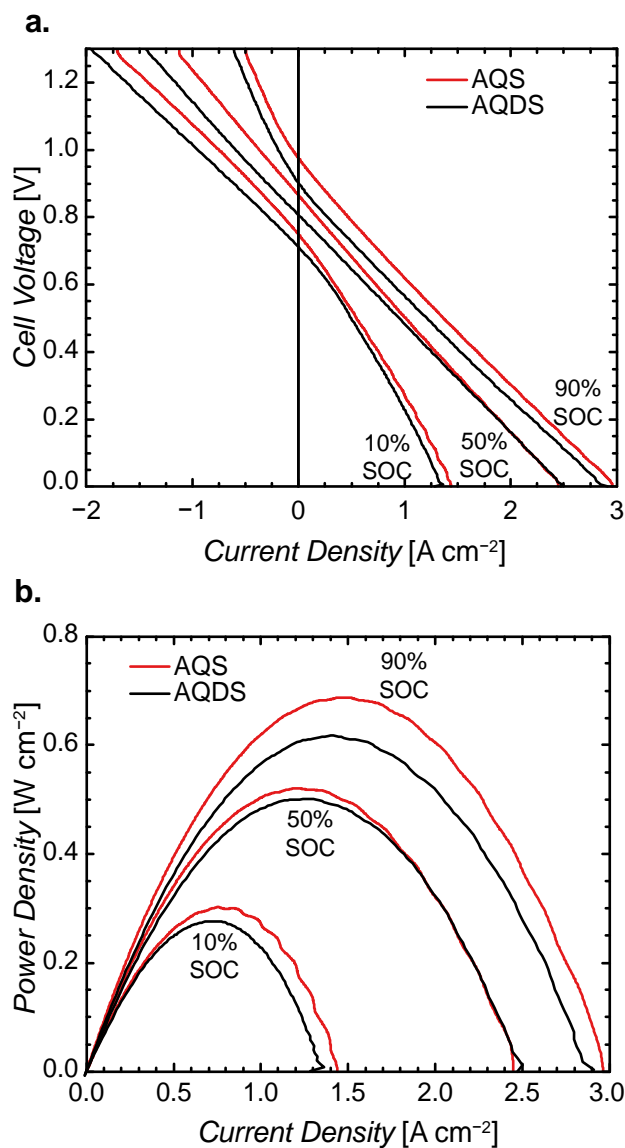 a.
1.2
1.0
0.8
0.6
0.4
0.2
0.0
Cell Voltage [V]
AQS
AQDS
90%
SOC
10%
SOC
50%
SOC
−2
−1
0
1
2
3
Current Density [A cm⁻²]
b.
0.8
0.6
0.4
0.2
0.0
Power Density [W cm⁻²]
AQS
AQDS
90%
SOC
50%
SOC
10%
SOC
0.0
0.5
1.0
1.5
2.0
2.5
3.0
Current Density [A cm⁻²]